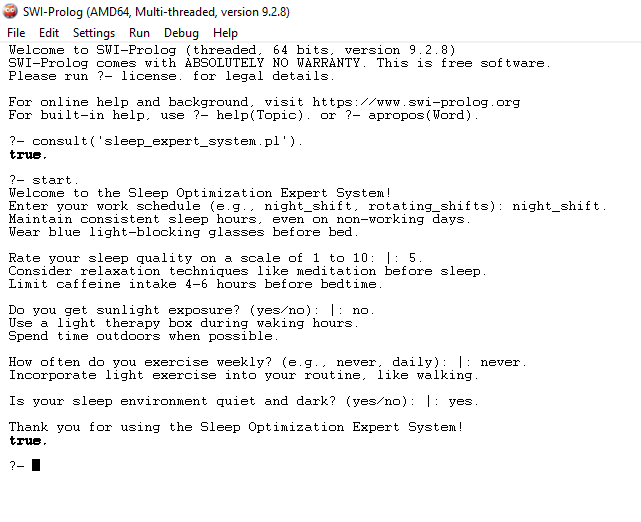 SWI-Prolog (AMD64, Multi-threaded, version 9.2.8)
File Edit Settings Run Debug Help
Welcome to SWI-Prolog (threaded, 64 bits, version 9.2.8)
SWI-Prolog comes with ABSOLUTELY NO WARRANTY. This is free software.
Please run ?- license. for legal details.
For online help and background, visit https://www.swi-prolog.org
For built-in help, use ?- help(Topic). or ?- apropos(Word).
?- consult('sleep_expert_system.pl').
true.
?- start.
Welcome to the Sleep Optimization Expert System!
Enter your work schedule (e.g., night_shift, rotating_shifts): night_shift.
Maintain consistent sleep hours, even on non-working days.
Wear blue light-blocking glasses before bed.
Rate your sleep quality on a scale of 1 to 10: |: 5.
Consider relaxation techniques like meditation before sleep.
Limit caffeine intake 4-6 hours before bedtime.
Do you get sunlight exposure? (yes/no): |: no.
Use a light therapy box during waking hours.
Spend time outdoors when possible.
How often do you exercise weekly? (e.g., never, daily): |: never.
Incorporate light exercise into your routine, like walking.
Is your sleep environment quiet and dark? (yes/no): |: yes.
Thank you for using the Sleep Optimization Expert System!
true.
?-